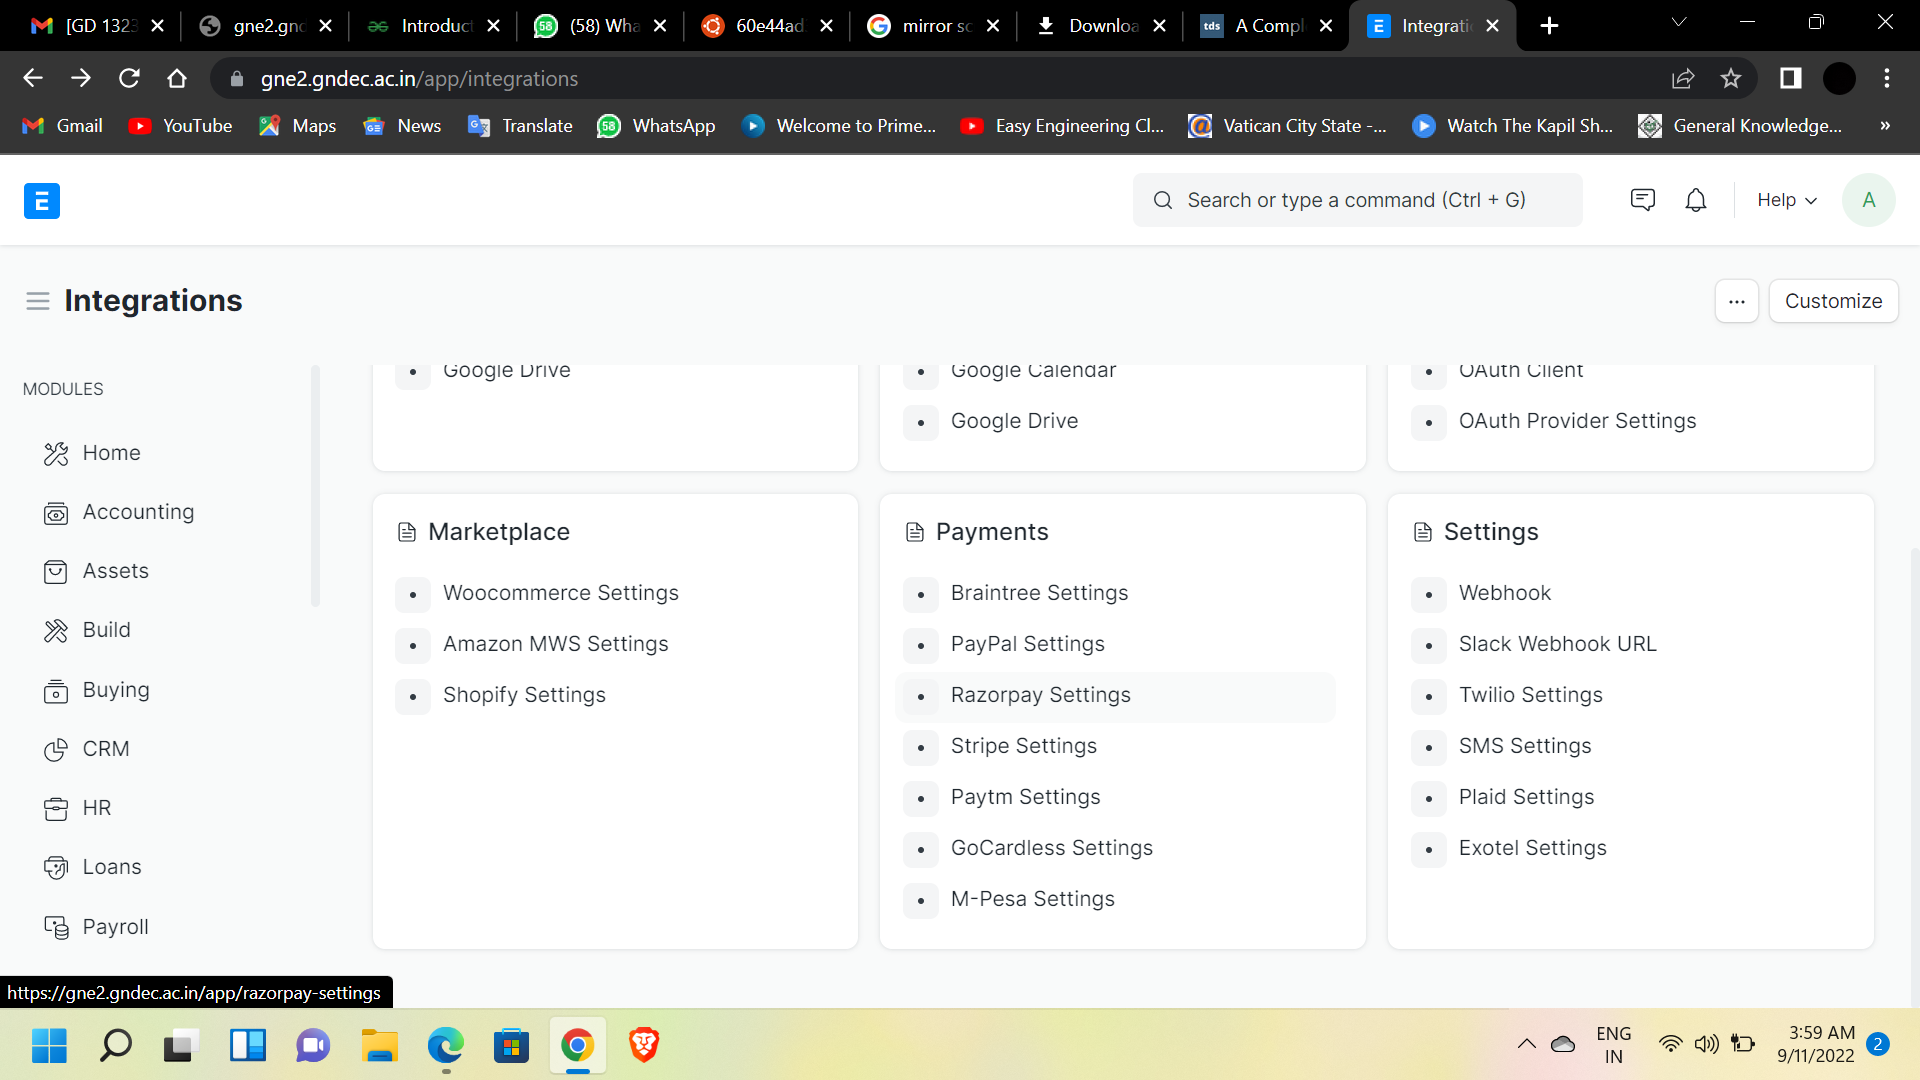 [GD 1323
gne2.gnd
Introduct
(58) Wha
60e44ad
mirror sc
Downloa
tds
A Compl
Integrati
gne2.gndec.ac.in/app/integrations
Gmail
YouTube
Maps
News
Translate
58
WhatsApp
Welcome to Prime...
Easy Engineering Cl...
Vatican City State -...
Watch The Kapil Sh...
General Knowledge...
»
E
Search or type a command (Ctrl + G)
Help
A
Integrations
...
Customize
MODULES
Home
Accounting
Assets
Build
Buying
CRM
HR
Loans
Payroll
Google Drive
Google Calendar
Google Drive
OAuth Client
OAuth Provider Settings
Marketplace
Woocommerce Settings
Amazon MWS Settings
Shopify Settings
Payments
Braintree Settings
PayPal Settings
Razorpay Settings
Stripe Settings
Paytm Settings
GoCardless Settings
M-Pesa Settings
Settings
Webhook
Slack Webhook URL
Twilio Settings
SMS Settings
Plaid Settings
Exotel Settings
https://gne2.gndec.ac.in/app/razorpay-settings
ENG
IN
3:59 AM
9/11/2022
2